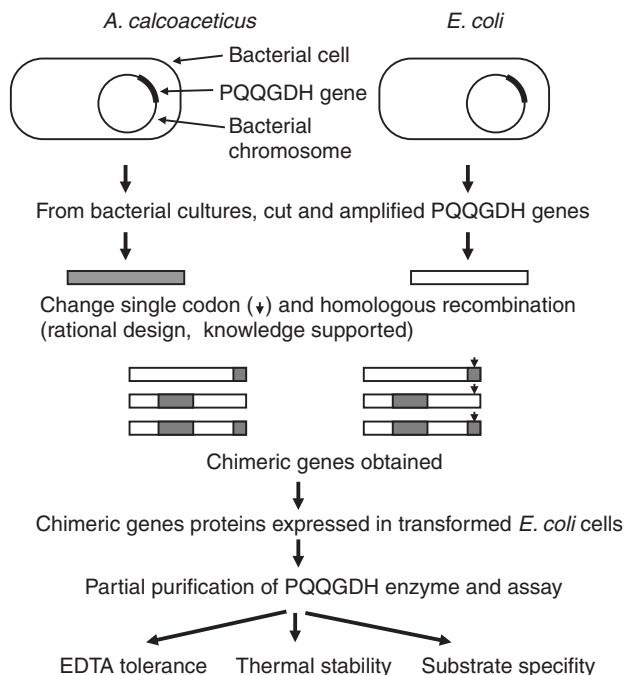 A. calcoaceticus
E. coli
Bacterial cell
PQQGDH gene
Bacterial
chromosome
From bacterial cultures, cut and amplified PQQGDH genes
Change single codon (↓) and homologous recombination
(rational design, knowledge supported)
Chimeric genes obtained
Chimeric genes proteins expressed in transformed E. coli cells
Partial purification of PQQGDH enzyme and assay
EDTA tolerance
Thermal stability
Substrate specifity